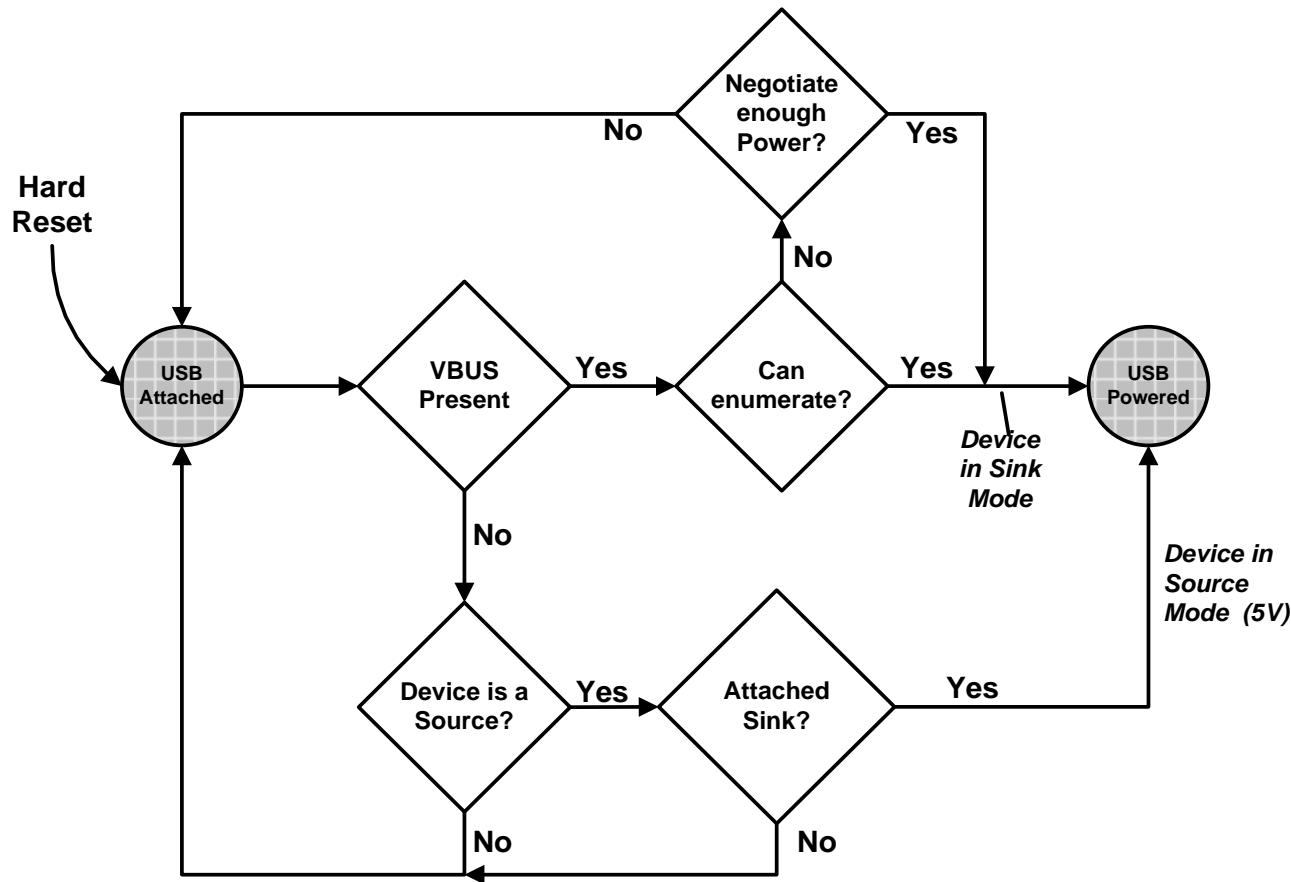 Negotiate
enough
Power?
No
Yes
Hard
Reset
No
USB
Attached
VBUS
Present
Yes
Can
enumerate?
Yes
USB
Powered
Device
in Sink
Mode
No
Device in
Source
Mode (5V)
Device is a
Source?
Yes
Attached
Sink?
Yes
No
No